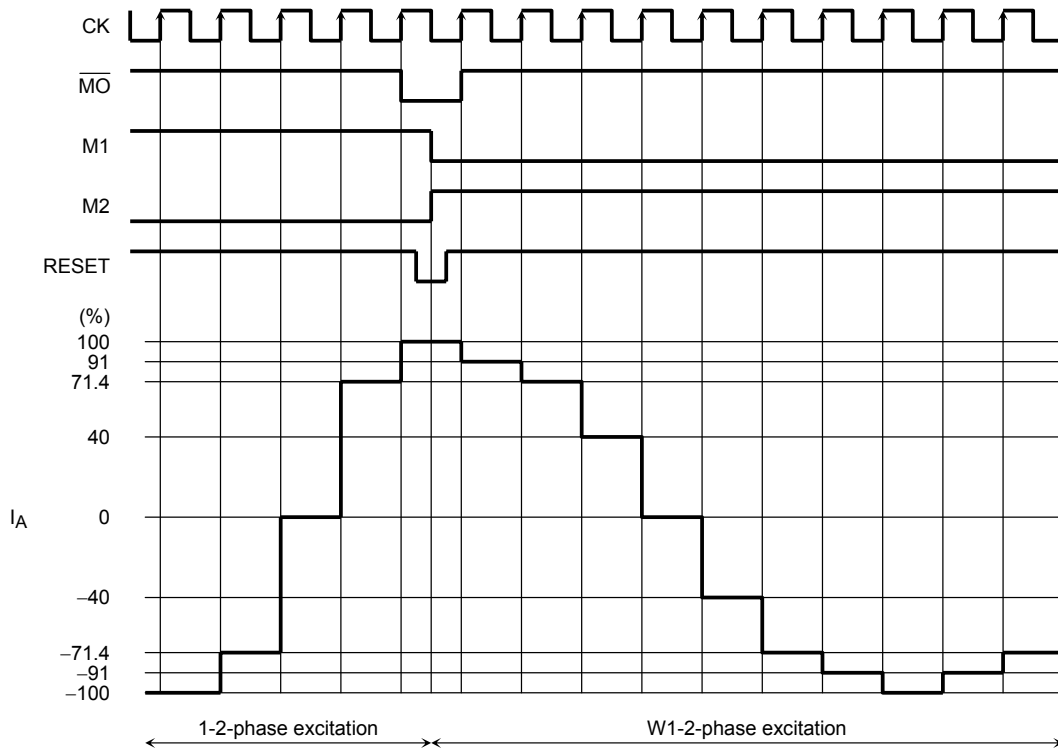 CK
MO
M1
M2
RESET
(%)
100
91
71.4
40
I_A 0
−40
−71.4
−91
−100
1-2-phase excitation W1-2-phase excitation